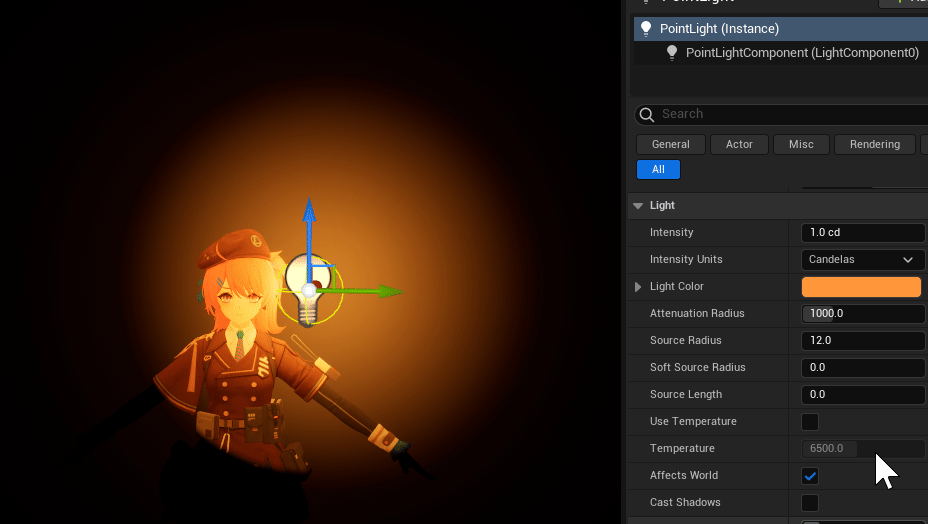 PointLight
PointLight (Instance)
PointLightComponent (LightComponent0)
Search
General
Actor
Misc
Rendering
All
Light
Intensity
1.0 cd
Intensity Units
Candelas
Light Color
Attenuation Radius
1000.0
Source Radius
12.0
Soft Source Radius
0.0
Source Length
0.0
Use Temperature
Temperature
6500.0
Affects World
Cast Shadows